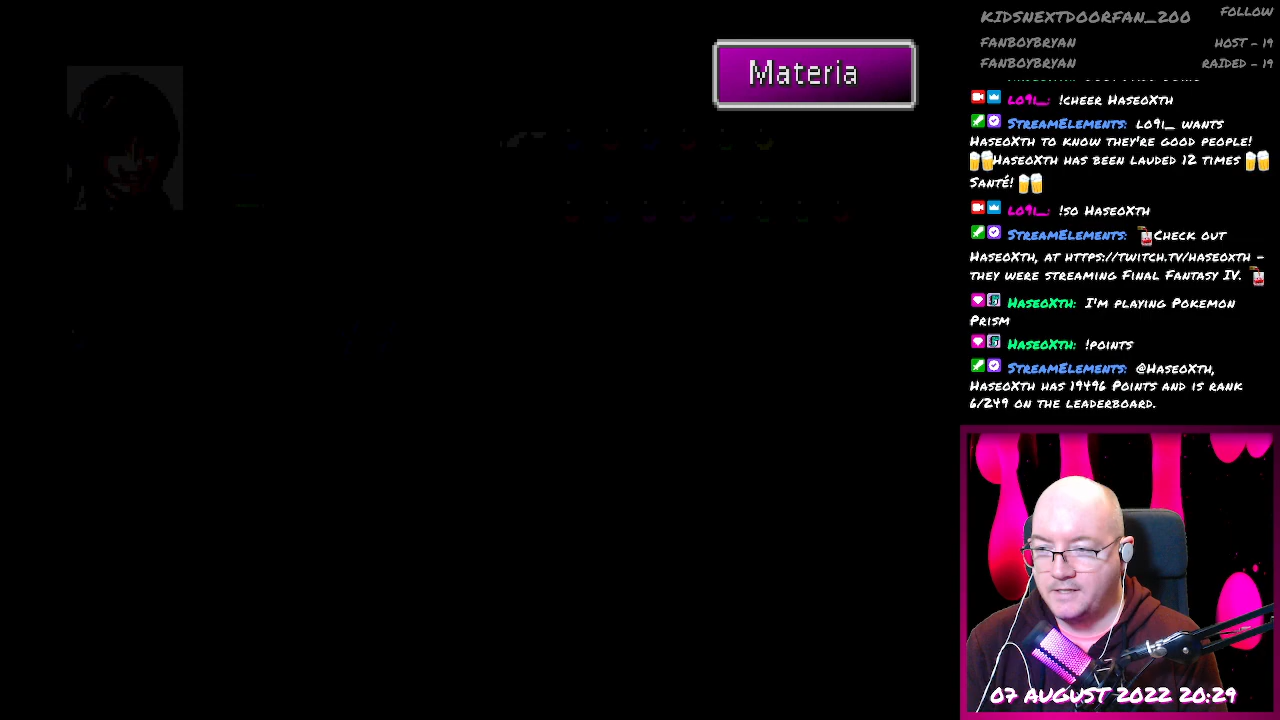 Materia
KIDSNEXTDOORFAN_200 FOLLOW
FANBOYBRYAN HOST - 19
FANBOYBRYAN RAIDED - 19
LO9I_: !CHEER HASEOXTH
STREAMELEMENTS: LO9I_ WANTS
HASEOXTH TO KNOW THEY'RE GOOD PEOPLE!
HASEOXTH HAS BEEN LAUDED 12 TIMES
SANTÉ!
LO9I_: !SO HASEOXTH
STREAMELEMENTS: CHECK OUT
HASEOXTH, AT HTTPS://TWITCH.TV/HASEOXTH -
THEY WERE STREAMING FINAL FANTASY IV.
HASEOXTH: I'M PLAYING POKEMON
PRISM
HASEOXTH: !POINTS
STREAMELEMENTS: @HASEOXTH,
HASEOXTH HAS 19496 POINTS AND IS RANK
6/249 ON THE LEADERBOARD.
07 AUGUST 2022 20:29